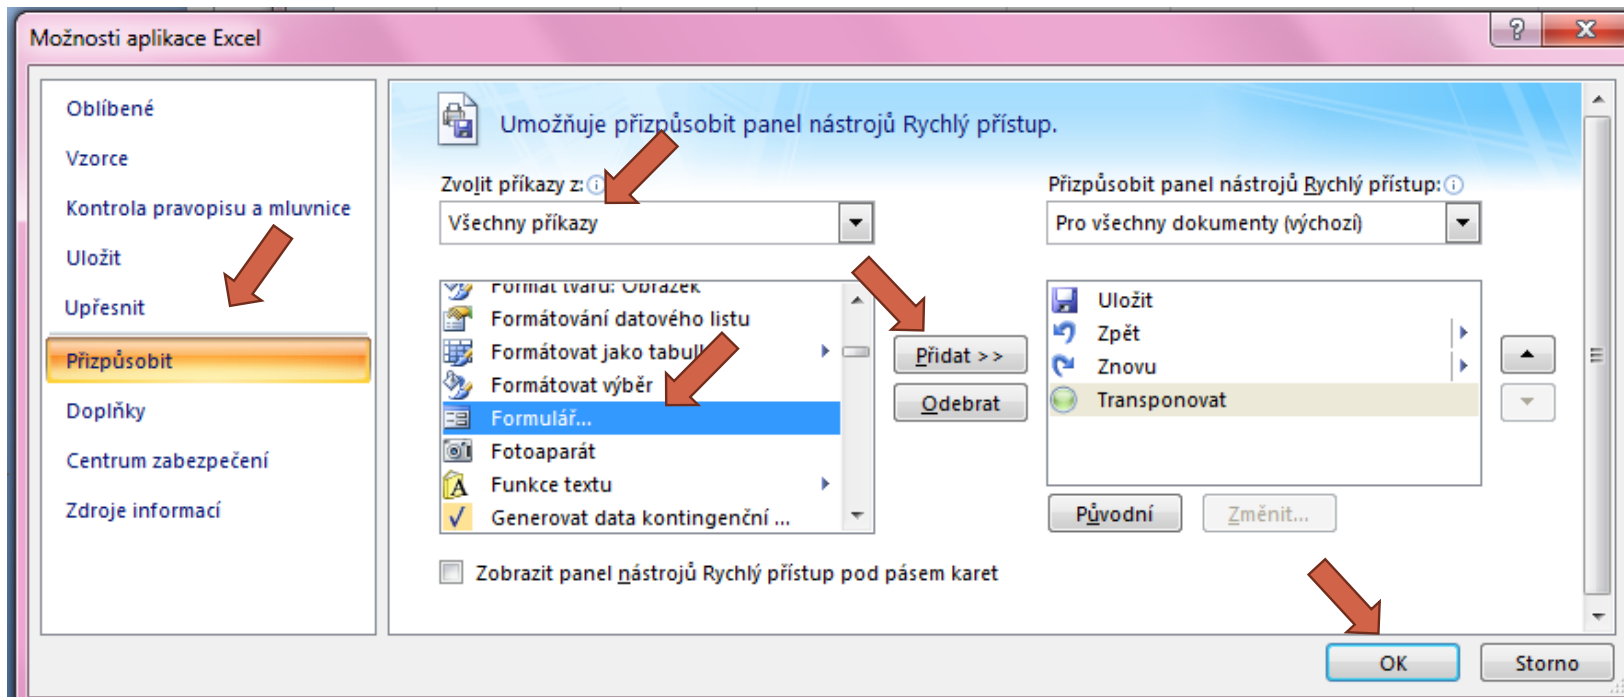 Možnosti aplikace Excel
Oblíbené
Vzorce
Kontrola pravopisu a mluvnice
Uložit
Upřesnit
Přizpůsobit
Doplňky
Centrum zabezpečení
Zdroje informací
Umožňuje přizpůsobit panel nástrojů Rychlý přístup.
Zvolit příkazy z:
Všechny příkazy
Formát tvaru: Obrázek
Formátování datového listu
Formátovat jako tabulk
Formátovat výběr
Formulář...
Fotoaparát
Funkce textu
Generovat data kontingenční ...
Přidat >>
Odebrat
Přizpůsobit panel nástrojů Rychlý přístup:
Pro všechny dokumenty (výchozí)
Uložit
Zpět
Znovu
Transponovat
Původní
Změnit...
Zobrazit panel nástrojů Rychlý přístup pod pásem karet
OK
Storno